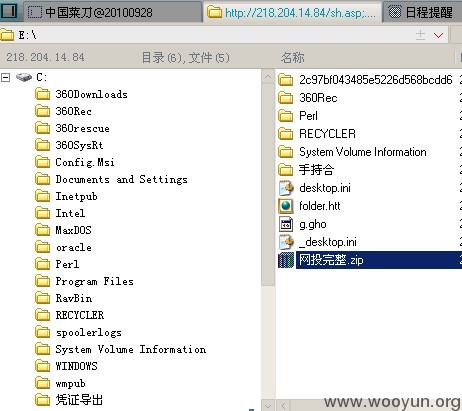 中国菜刀@20100928
http://218.204.14.84/sh.asp;...
日程提醒
E:\
218.204.14.84
目录(6),文件(5)
名称
C:
360Downloads
360Rec
360rescue
360SysRt
Config.Msi
Documents and Settings
Inetpub
Intel
MaxDOS
oracle
Perl
Program Files
RavBin
RECYCLER
spoolerlogs
System Volume Information
WINDOWS
wmpub
凭证导出
2c97bf043485e5226d568bcdd6
360Rec
Perl
RECYCLER
System Volume Information
手持合
desktop.ini
folder.htt
g.gho
_desktop.ini
网投完整.zip
www.wooyun.org